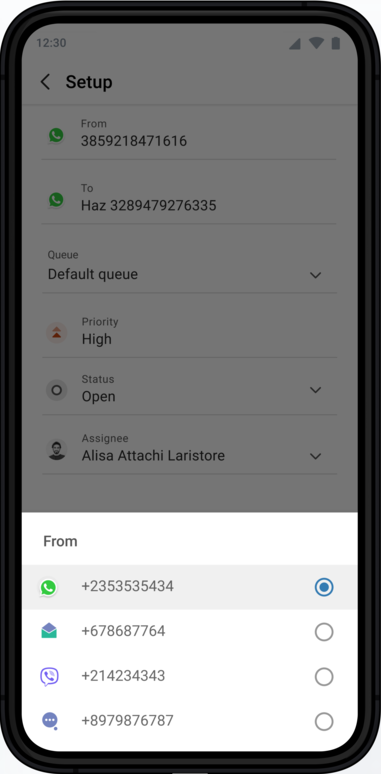 12:30
Setup
From
3859218471616
To
Haz 3289479276335
Queue
Default queue
Priority
High
Status
Open
Assignee
Alisa Attachi Laristore
From
+2353535434
+678687764
+214234343
+8979876787